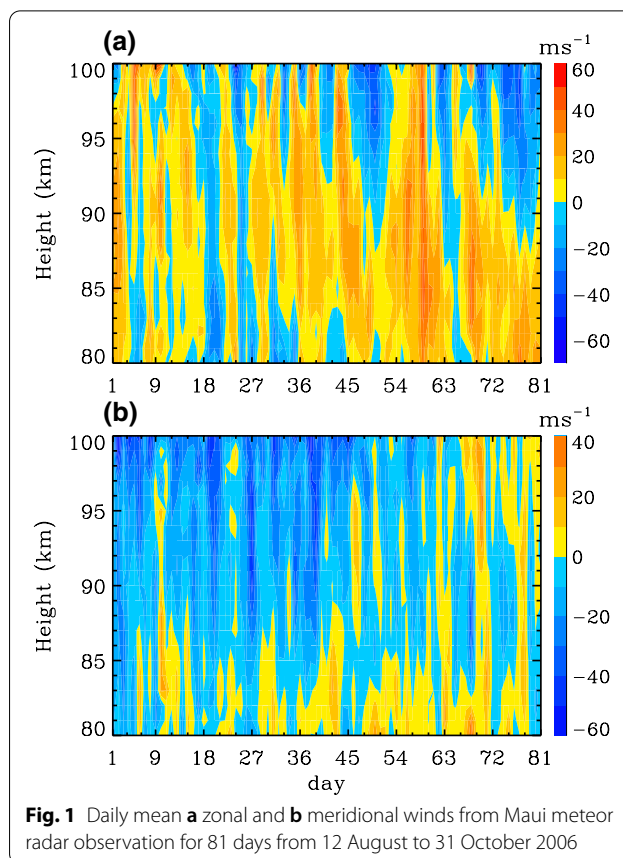 (a)
ms⁻¹
100
95
90
85
80
Height (km)
60
40
20
0
−20
−40
−60
1 9 18 27 36 45 54 63 72 81
(b)
ms⁻¹
100
95
90
85
80
Height (km)
40
20
0
−20
−40
−60
1 9 18 27 36 45 54 63 72 81
day
Fig. 1 Daily mean a zonal and b meridional winds from Maui meteor
radar observation for 81 days from 12 August to 31 October 2006